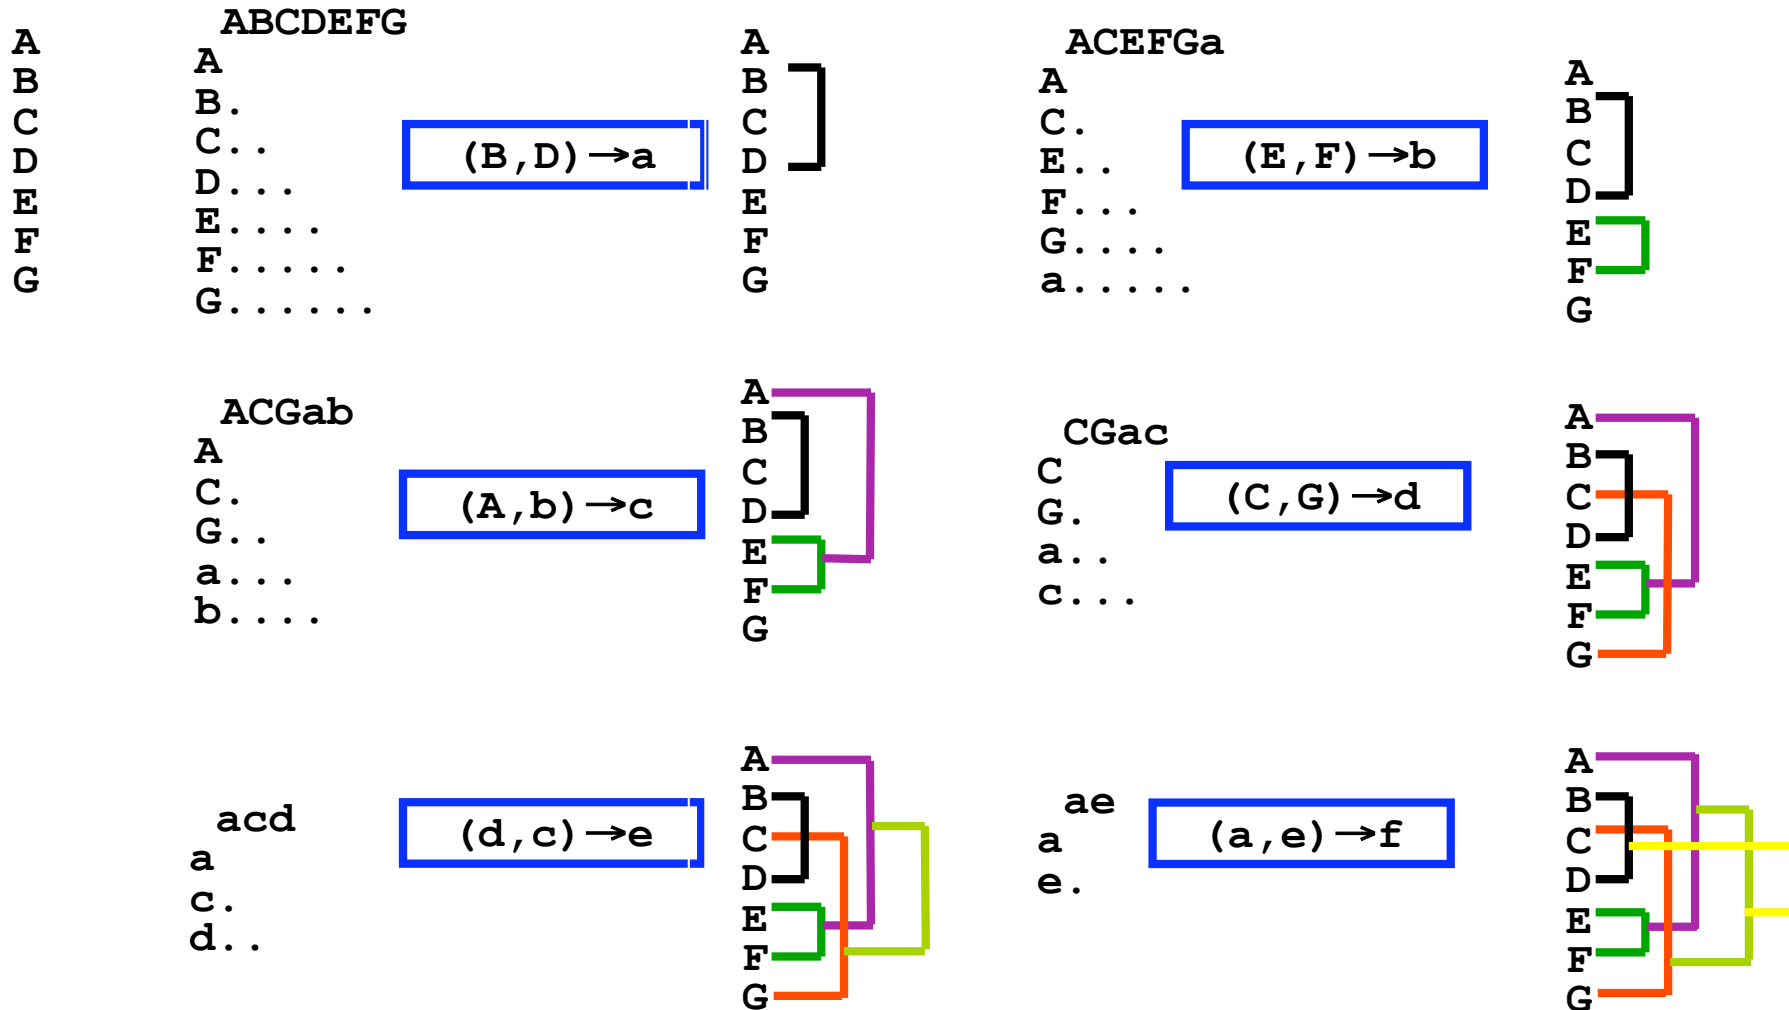 A
B
C
D
E
F
G
ABCDEFG
A
B.
C..
D...
E....
F.....
G......
(B,D)→a
A
B
C
D
E
F
G
ACEFGa
A
C.
E..
F...
G....
a.....
(E,F)→b
A
B
C
D
E
F
G
ACGab
A
C.
G..
a...
b....
(A,b)→c
A
B
C
D
E
F
G
CGac
C
G.
a..
c...
(C,G)→d
A
B
C
D
E
F
G
acd
a
c.
d..
(d,c)→e
A
B
C
D
E
F
G
ae
a
e.
(a,e)→f
A
B
C
D
E
F
G